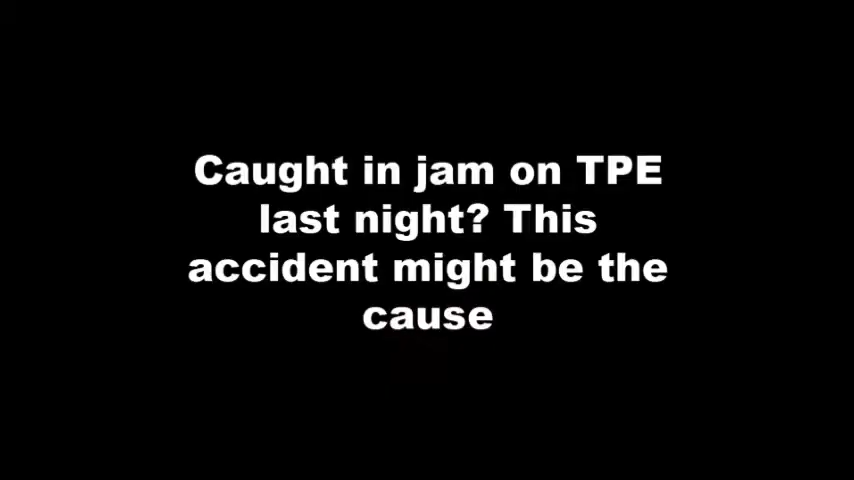 Caught in jam on TPE
last night? This
accident might be the
cause